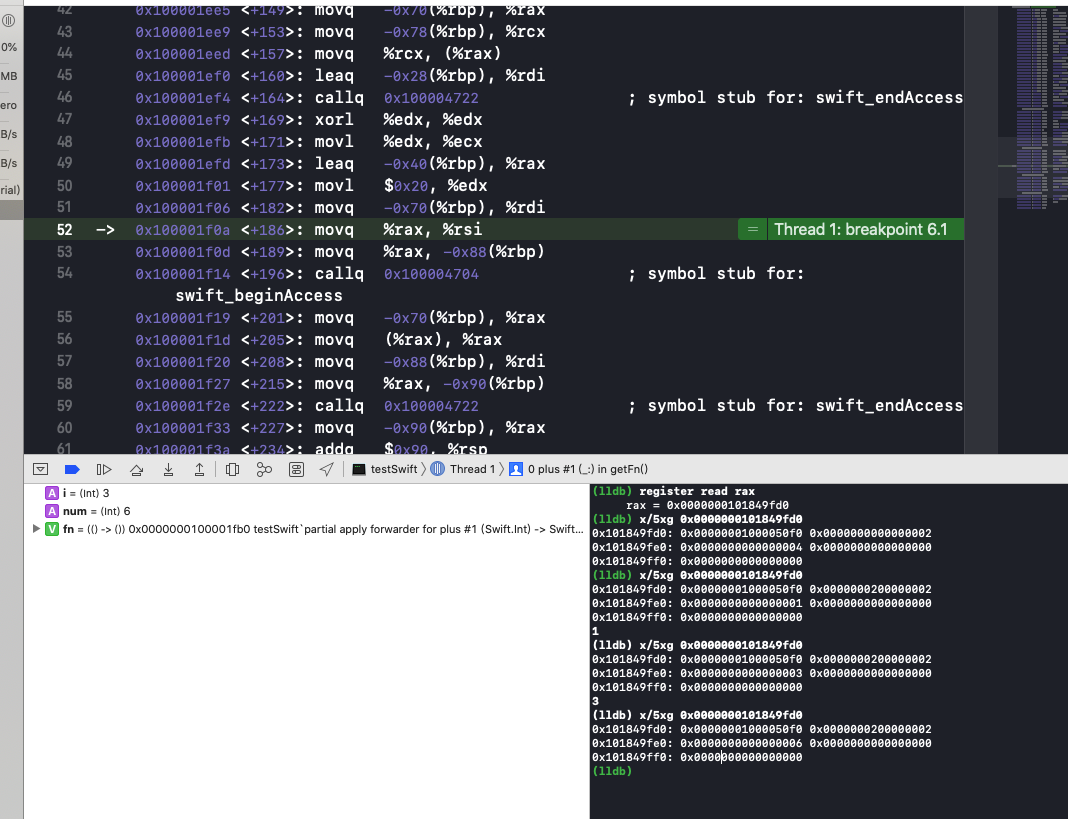 42 0x100001ee5 <+149>: movq -0x70(%rbp), %rax
0%
43 0x100001ee9 <+153>: movq -0x78(%rbp), %rcx
44 0x100001eed <+157>: movq %rcx, (%rax)
MB
45 0x100001ef0 <+160>: leaq -0x28(%rbp), %rdi
46 0x100001ef4 <+164>: callq 0x100004722 ; symbol stub for: swift_endAccess
ero
47 0x100001ef9 <+169>: xorl %edx, %edx
B/s
48 0x100001efb <+171>: movl %edx, %ecx
49 0x100001efd <+173>: leaq -0x40(%rbp), %rax
B/s
50 0x100001f01 <+177>: movl $0x20, %edx
rial)
51 0x100001f06 <+182>: movq -0x70(%rbp), %rdi
52 -> 0x100001f0a <+186>: movq %rax, %rsi = Thread 1: breakpoint 6.1
53 0x100001f0d <+189>: movq %rax, -0x88(%rbp)
54 0x100001f14 <+196>: callq 0x100004704 ; symbol stub for:
swift_beginAccess
55 0x100001f19 <+201>: movq -0x70(%rbp), %rax
56 0x100001f1d <+205>: movq (%rax), %rax
57 0x100001f20 <+208>: movq -0x88(%rbp), %rdi
58 0x100001f27 <+215>: movq %rax, -0x90(%rbp)
59 0x100001f2e <+222>: callq 0x100004722 ; symbol stub for: swift_endAccess
60 0x100001f33 <+227>: movq -0x90(%rbp), %rax
61 0x100001f3a <+234>: addq $0x90, %rsp
testSwift 〉 Thread 1 〉 0 plus #1 (_:) in getFn()
A i = (Int) 3
A num = (Int) 6
V fn = (() -> ()) 0x0000000100001fb0 testSwift`partial apply forwarder for plus #1 (Swift.Int) -> Swift...
(lldb) register read rax
rax = 0x0000000101849fd0
(lldb) x/5xg 0x0000000101849fd0
0x101849fd0: 0x00000001000050f0 0x0000000000000002
0x101849fe0: 0x0000000000000004 0x0000000000000000
0x101849ff0: 0x0000000000000000
(lldb) x/5xg 0x0000000101849fd0
0x101849fd0: 0x00000001000050f0 0x0000000200000002
0x101849fe0: 0x0000000000000001 0x0000000000000000
0x101849ff0: 0x0000000000000000
1
(lldb) x/5xg 0x0000000101849fd0
0x101849fd0: 0x00000001000050f0 0x0000000200000002
0x101849fe0: 0x0000000000000003 0x0000000000000000
0x101849ff0: 0x0000000000000000
3
(lldb) x/5xg 0x0000000101849fd0
0x101849fd0: 0x00000001000050f0 0x0000000200000002
0x101849fe0: 0x0000000000000006 0x0000000000000000
0x101849ff0: 0x0000000000000000
(lldb)